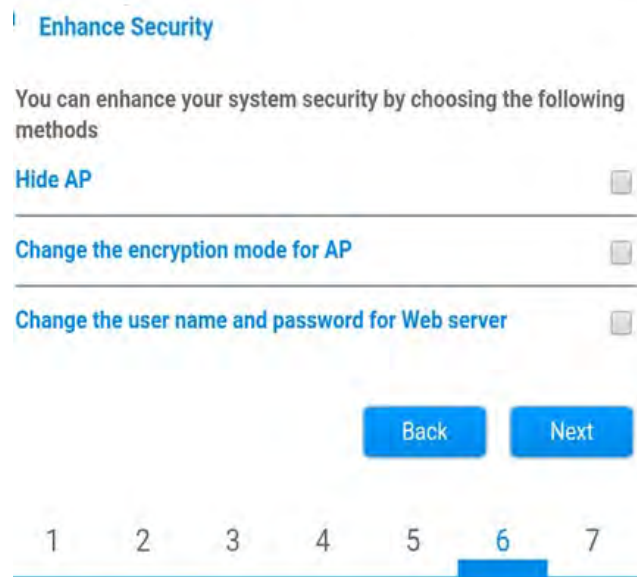 Enhance Security
You can enhance your system security by choosing the following
methods
Hide AP
Change the encryption mode for AP
Change the user name and password for Web server
Back Next
1 2 3 4 5 6 7